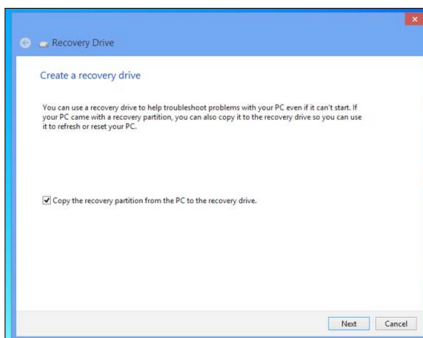 Recovery Drive
Create a recovery drive
You can use a recovery drive to help troubleshoot problems with your PC even if it can't start. If
your PC came with a recovery partition, you can also copy it to the recovery drive so you can use
it to refresh or reset your PC.
Copy the recovery partition from the PC to the recovery drive.
Next Cancel